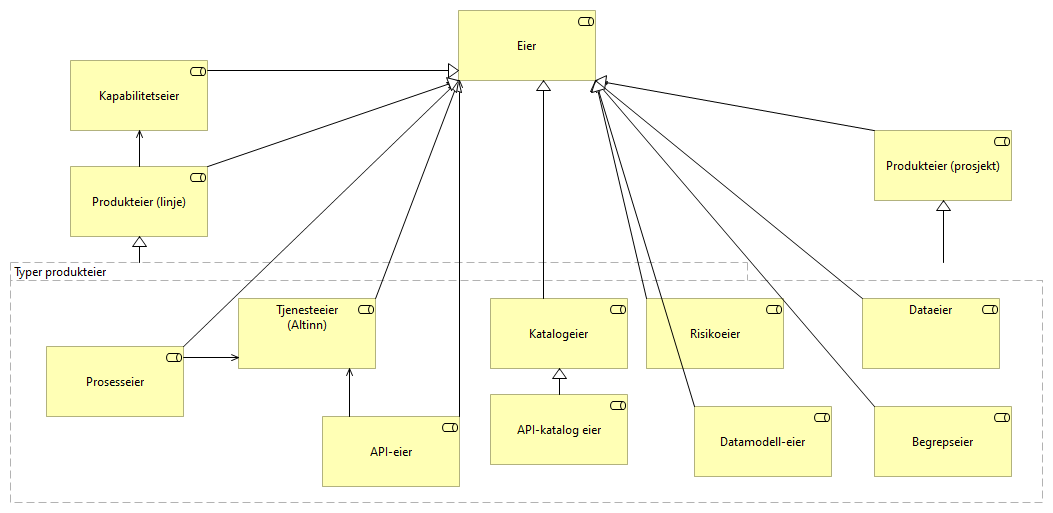 Eier
Kapabilitetseier
Produkteier (prosjekt)
Produkteier (linje)
Typer produkteier
Tjenesteeier
(Altinn)
Katalogeier
Risikoeier
Dataeier
Prosesseier
API-katalog eier
API-eier
Datamodell-eier
Begrepseier